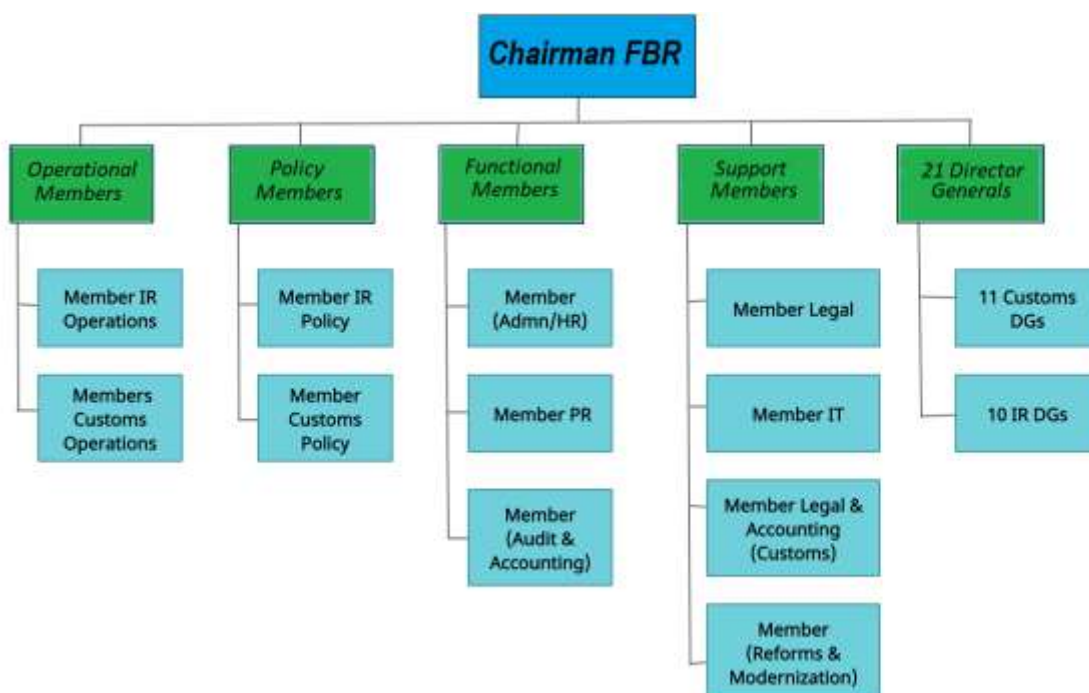 Chairman FBR
Operational
Members
Policy
Members
Functional
Members
Support
Members
21 Director
Generals
Member IR
Operations
Members
Customs
Operations
Member IR
Policy
Member
Customs
Policy
Member
(Admn/HR)
Member PR
Member
(Audit &
Accounting)
Member Legal
Member IT
Member Legal &
Accounting
(Customs)
Member
(Reforms &
Modernization)
11 Customs
DGs
10 IR DGs